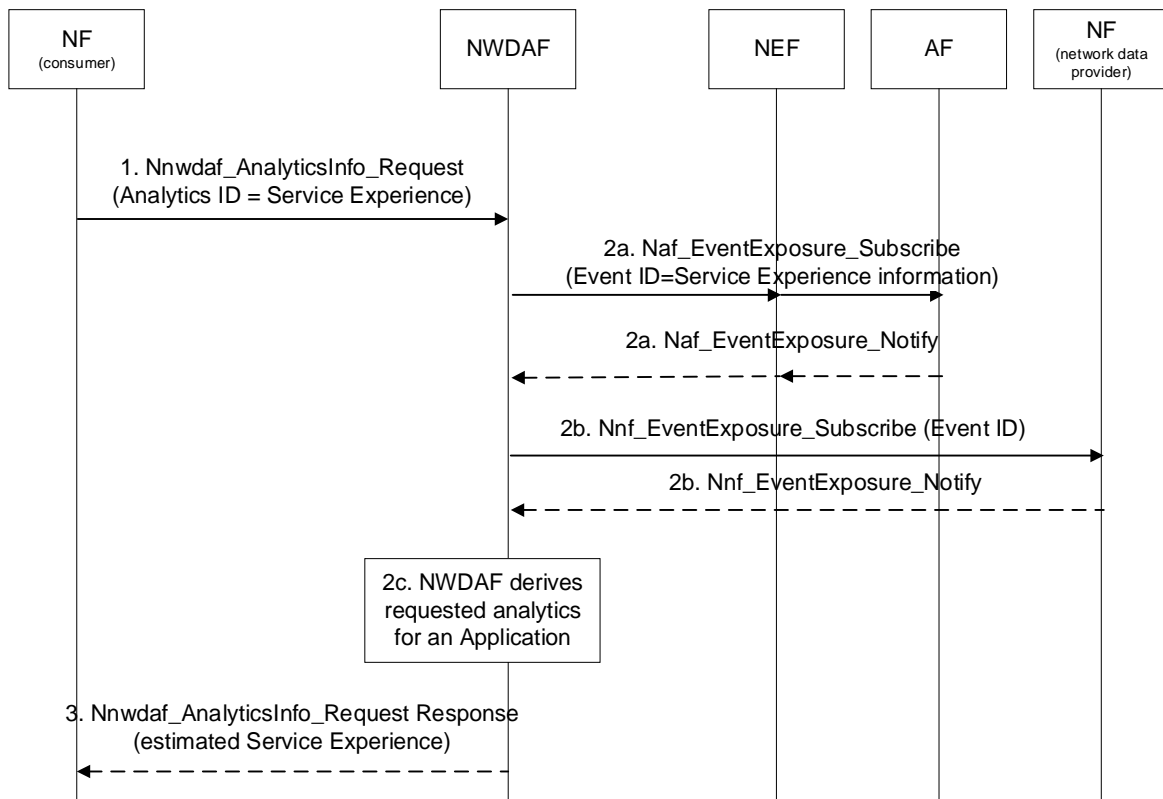 NF
(consumer)
NWDAF
NEF
AF
NF
(network data
provider)
1. Nnwdaf_AnalyticsInfo_Request
(Analytics ID = Service Experience)
2a. Naf_EventExposure_Subscribe
(Event ID=Service Experience information)
2a. Naf_EventExposure_Notify
2b. Nnf_EventExposure_Subscribe (Event ID)
2b. Nnf_EventExposure_Notify
2c. NWDAF derives
requested analytics
for an Application
3. Nnwdaf_AnalyticsInfo_Request Response
(estimated Service Experience)